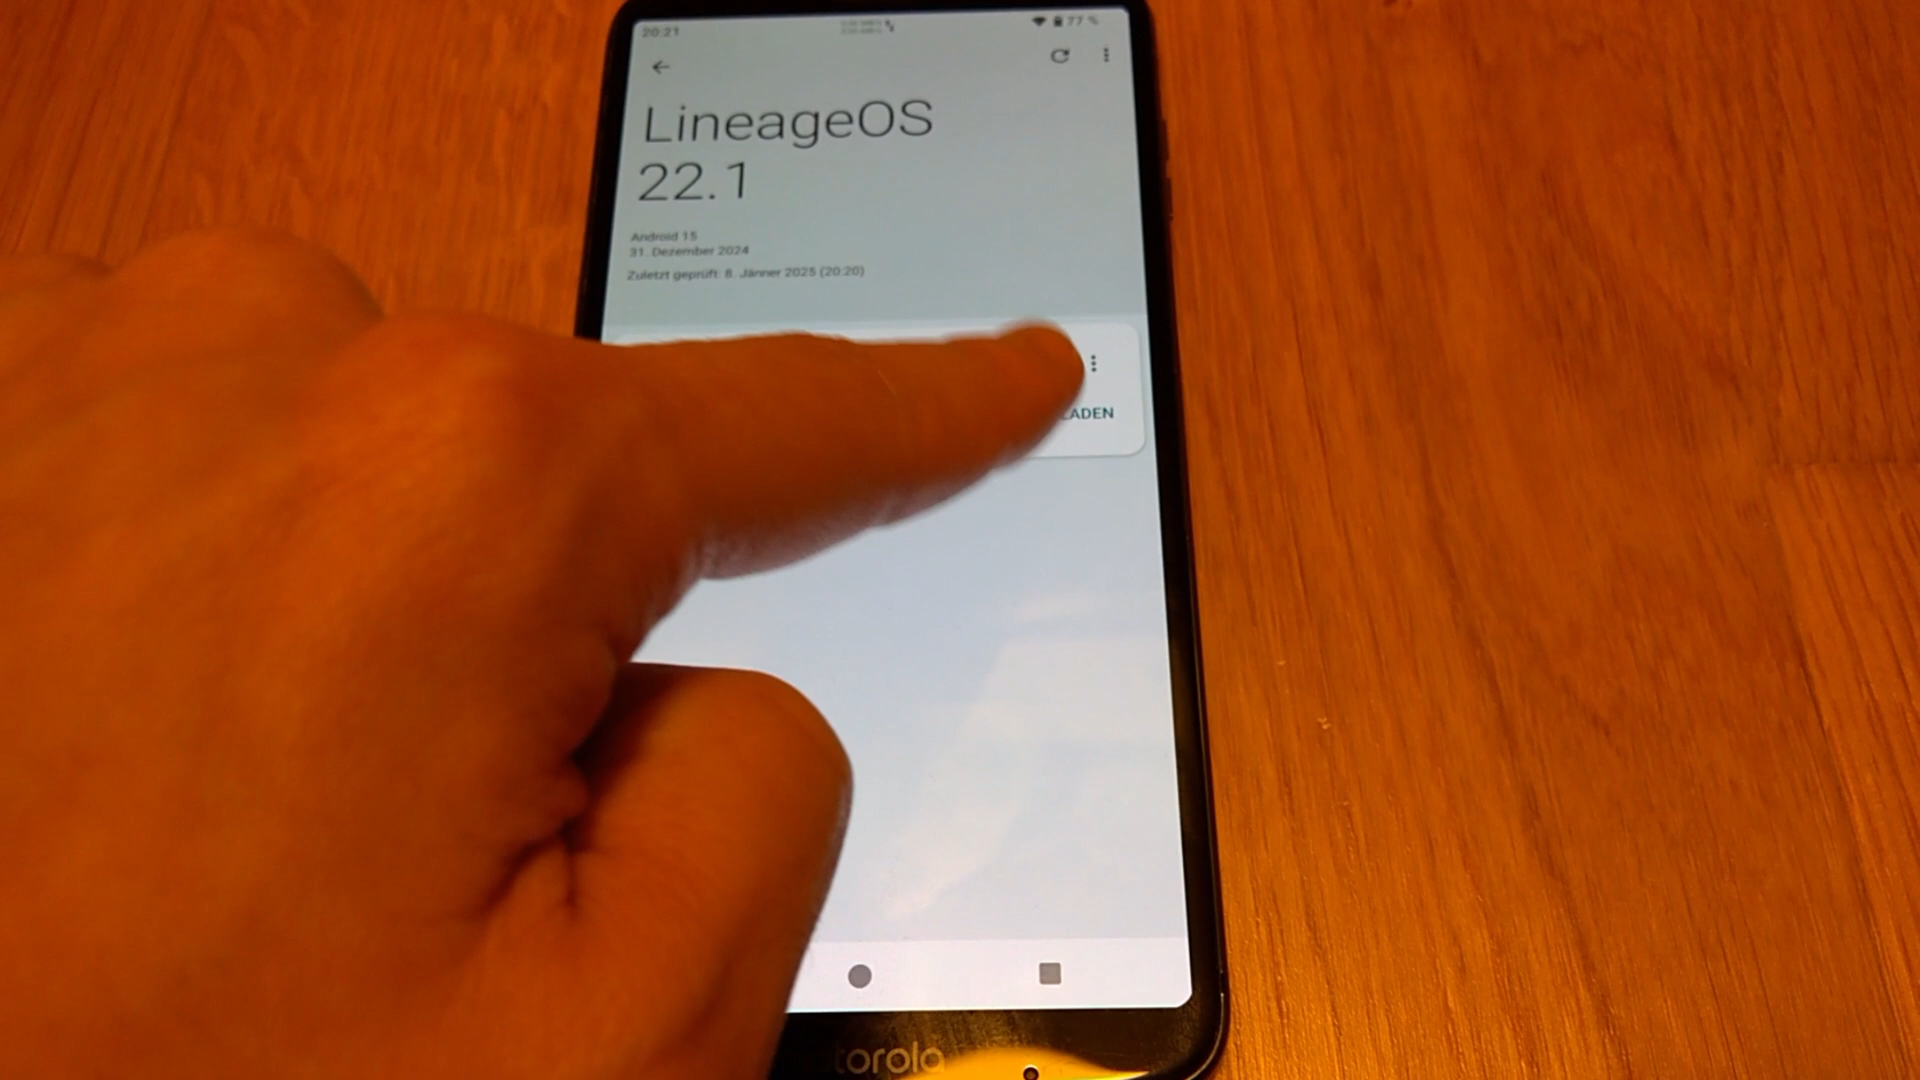 20:21
77 %
LineageOS
22.1
Android 15
31. Dezember 2024
Zuletzt geprüft: 8. Jänner 2025 (20:20)
LADEN
torola